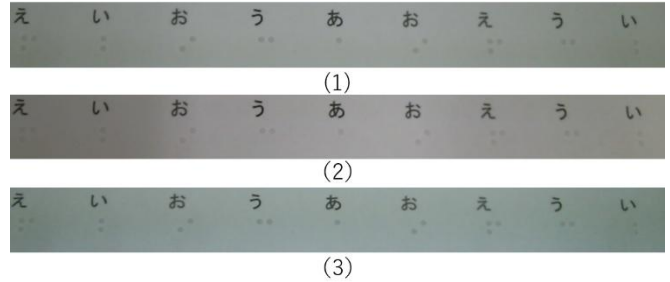 え い お う あ お え う い
(1)
え い お う あ お え う い
(2)
え い お う あ お え う い
(3)